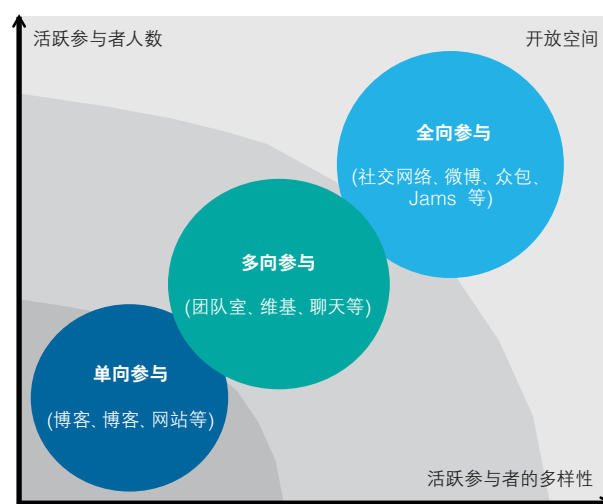 活跃参与者人数
开放空间
全向参与
(社交网络、微博、众包、
Jams 等)
多向参与
(团队室、维基、聊天等)
单向参与
(博客、博客、网站等)
活跃参与者的多样性